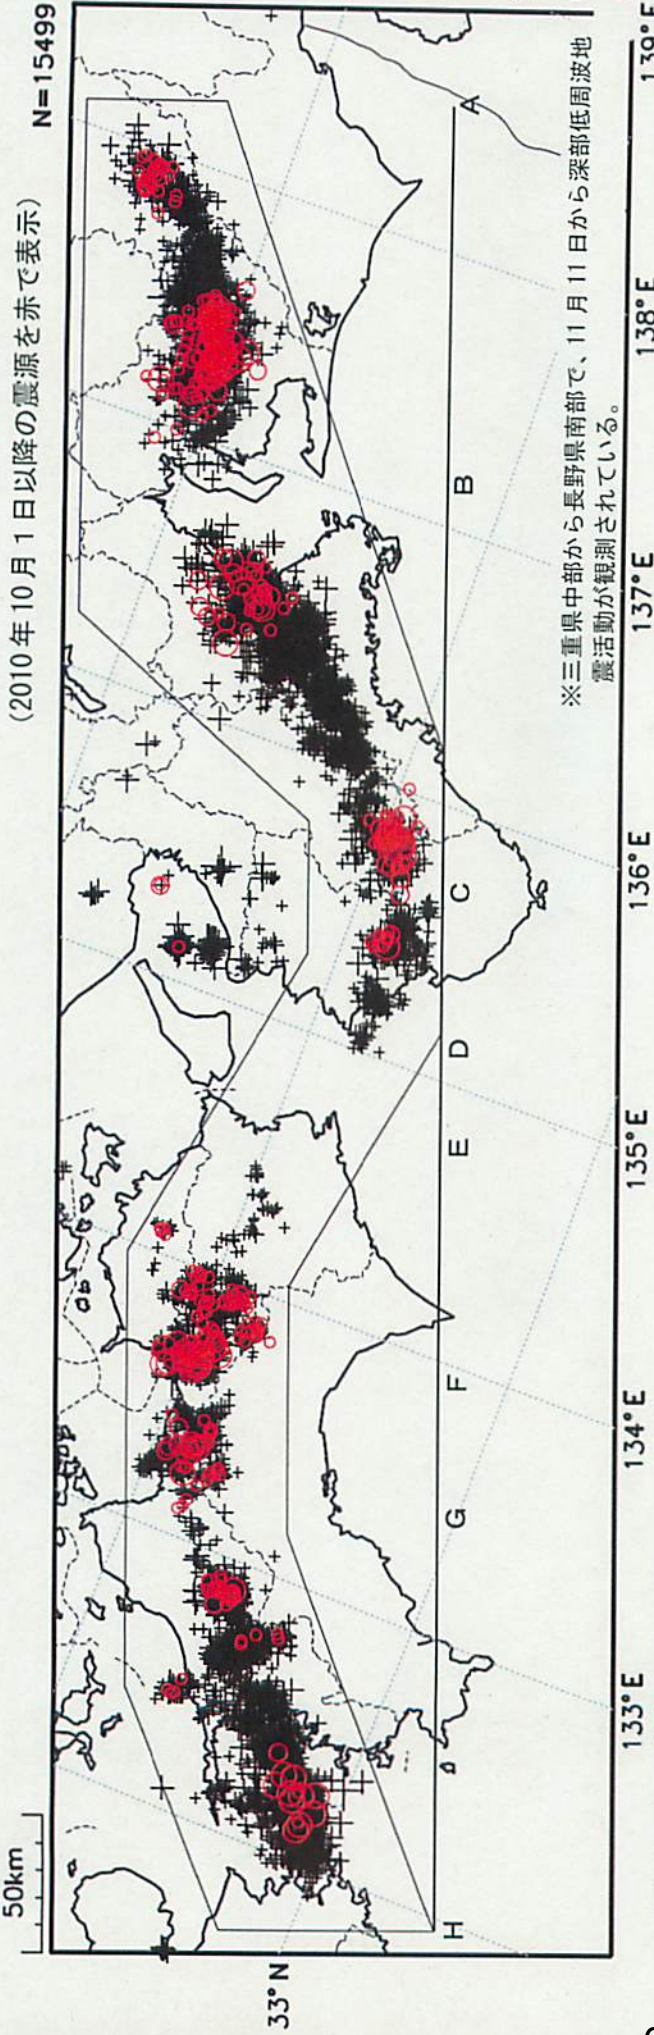 (2010年10月1日以降の震源を赤で表示)
N=15499
50km
33°N
H
G
F
E
D
C
B
A
※三重県中部から長野県南部で、11月11日から深部低周波地
震活動が観測されている。
133°E
134°E
135°E
136°E
137°E
138°E
139°E